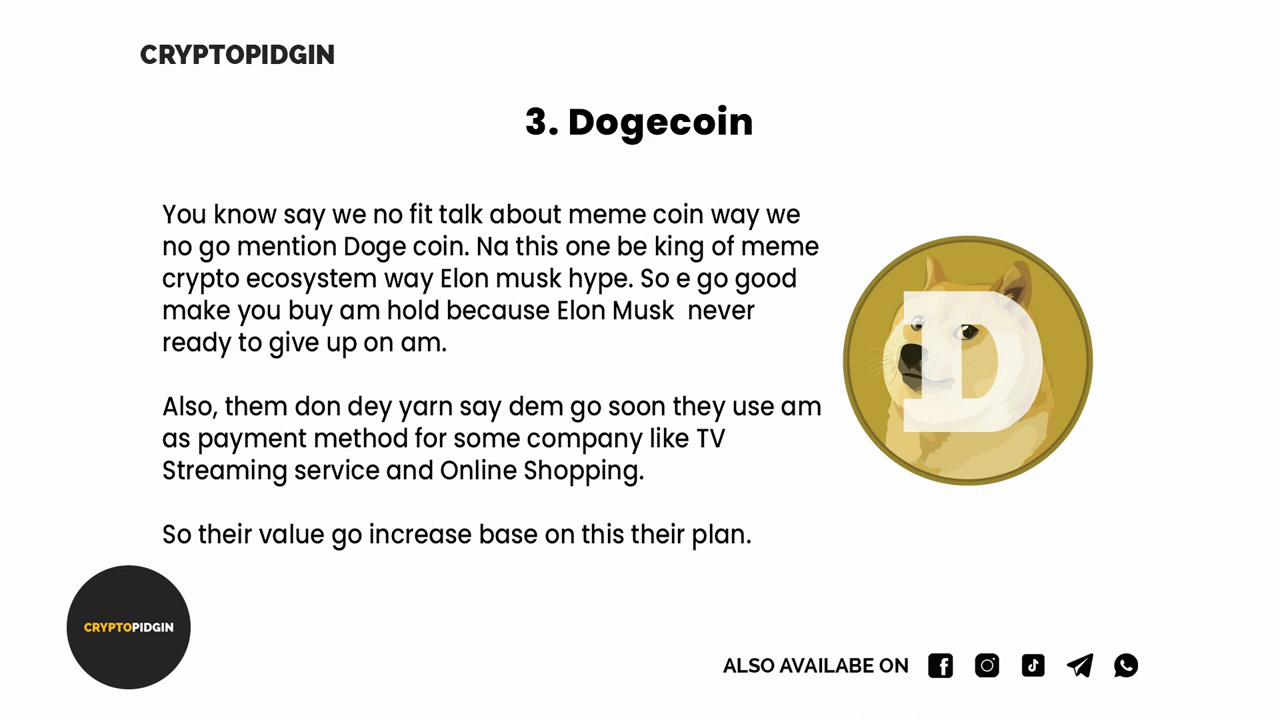 CRYPTOPIDGIN
3. Dogecoin
You know say we no fit talk about meme coin way we
no go mention Doge coin. Na this one be king of meme
crypto ecosystem way Elon musk hype. So e go good
make you buy am hold because Elon Musk  never
ready to give up on am.
Also, them don dey yarn say dem go soon they use am
as payment method for some company like TV
Streaming service and Online Shopping.
So their value go increase base on this their plan.
D
CRYPTOPIDGIN
ALSO AVAILABE ON